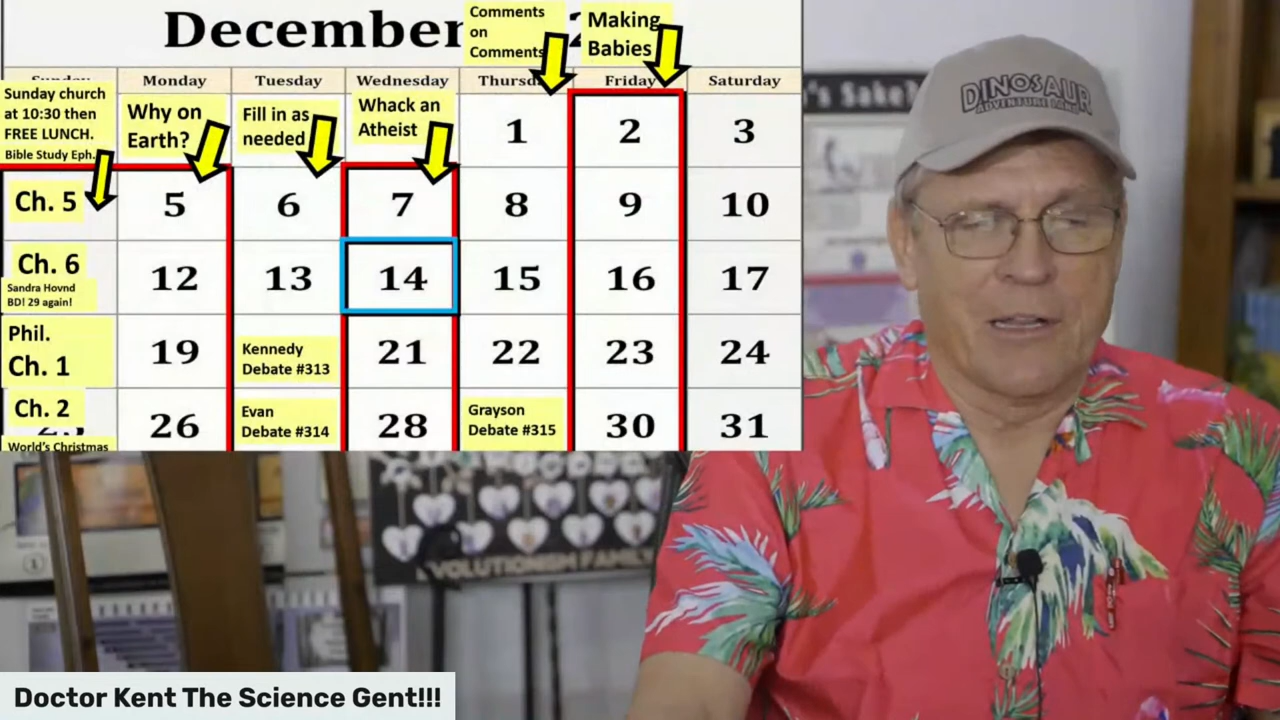 December
Comments
on
Comments
Making
Babies
Sunday
Monday
Tuesday
Wednesday
Friday
Saturday
Sunday church
at 10:30 then
FREE LUNCH.
Bible Study Eph.
Why on
Earth?
Fill in as
needed
Whack an
Atheist
1
2
3
Ch. 5
5
6
7
8
9
10
Ch. 6
Sandra Hovnd
BD! 29 again!
12
13
14
15
16
17
Phil.
Ch. 1
19
Kennedy
Debate #313
21
22
23
24
Ch. 2
World's Christmas
26
Evan
Debate #314
28
Grayson
Debate #315
30
31
DINOSAUR
ADVENTURE LAND
's Sake
EVOLUTIONISM FAMILY
Doctor Kent The Science Gent!!!